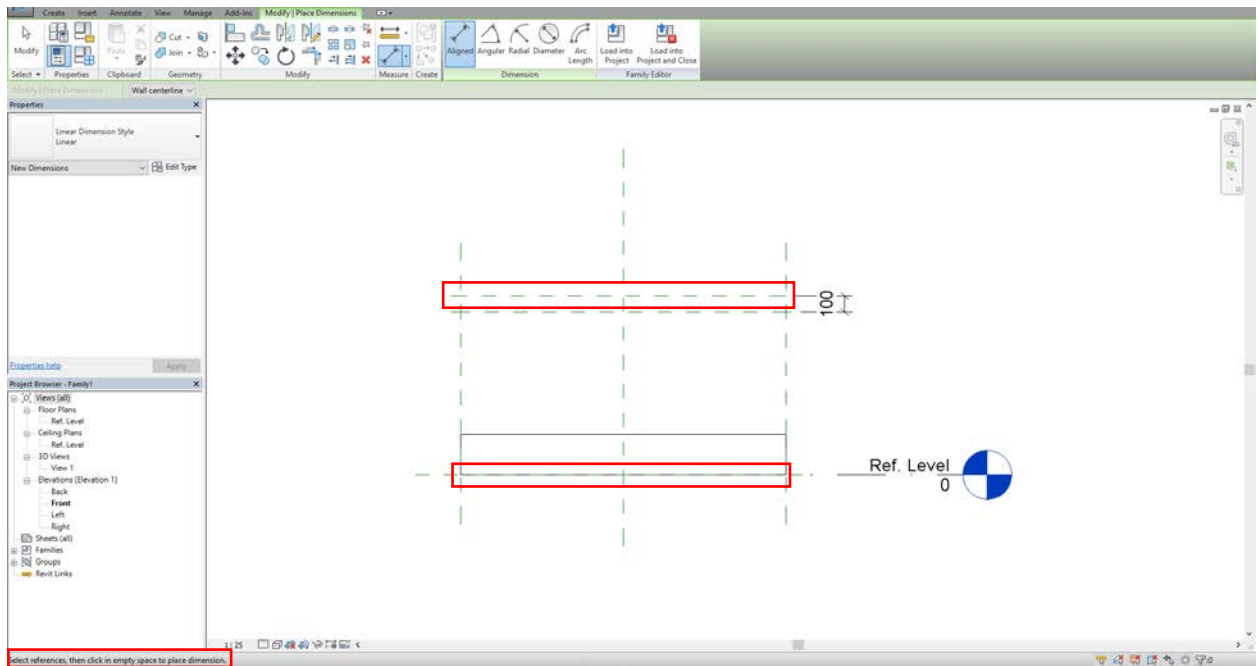 Create Insert Annotate View Manage Add-Ins Modify | Place Dimensions
Modify
Paste
Cut
Join
Aligned Angular Radial Diameter Arc Length
Load into Project
Load into Project and Close
Select Properties Clipboard Geometry Modify Measure Create Dimension Family Editor
Modify | Place Dimensions Wall centerline
Properties
Linear Dimension Style
Linear
New Dimensions Edit Type
100
Properties help Apply
Project Browser - Family1
Views (all)
Floor Plans
Ref. Level
Ceiling Plans
Ref. Level
3D Views
View 1
Elevations (Elevation 1)
Back
Front
Left
Right
Sheets (all)
Families
Groups
Revit Links
Ref. Level
0
1 : 25
Select references, then click in empty space to place dimension.
:0